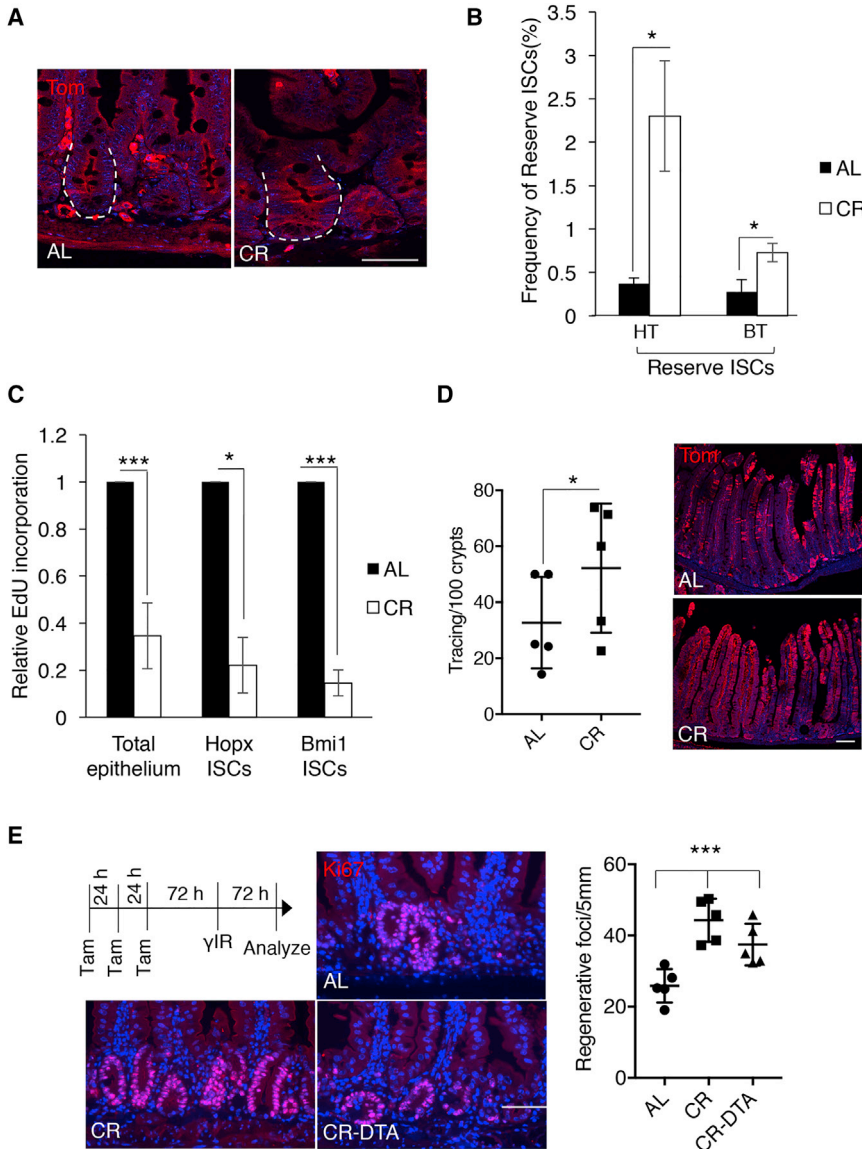 A
Tom
AL
CR
B
Frequency of Reserve ISCs(%)
3.5
3
2.5
2
1.5
1
0.5
0
*
*
AL
CR
HT
BT
Reserve ISCs
C
Relative EdU incorporation
1.2
1
0.8
0.6
0.4
0.2
0
***
*
***
AL
CR
Total epithelium
Hopx ISCs
Bmi1 ISCs
D
Tracing/100 crypts
80
60
40
20
0
*
AL
CR
Tom
AL
CR
E
24 h
24 h
72 h
72 h
Tam
Tam
Tam
γIR
Analyze
Ki67
AL
CR
CR-DTA
Regenerative foci/5mm
60
40
20
0
***
AL
CR
CR-DTA